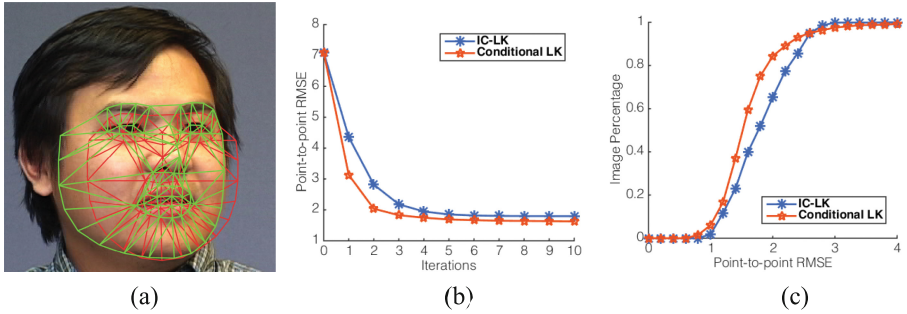 8
7
6
5
4
3
2
1
Point-to-point RMSE
IC-LK
Conditional LK
0 1 2 3 4 5 6 7 8 9 10
Iterations
1
0.8
0.6
0.4
0.2
0
Image Percentage
IC-LK
Conditional LK
0 1 2 3 4
Point-to-point RMSE
(a) (b) (c)